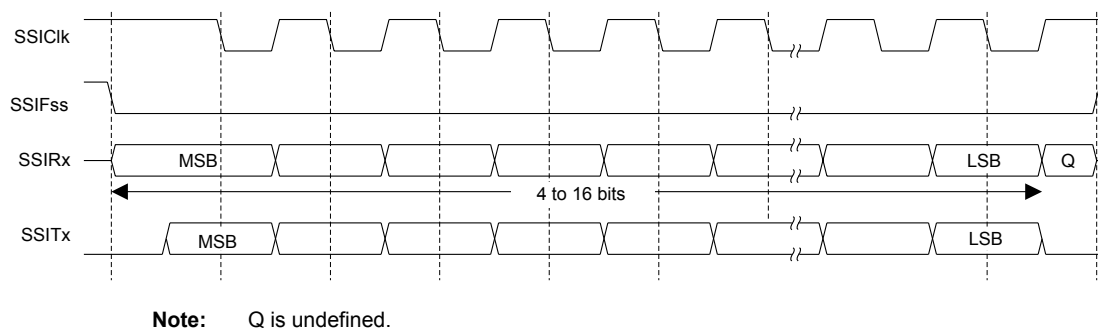 SSIClk
SSIFss
SSIRx MSB LSB Q
4 to 16 bits
SSITx MSB LSB
Note: Q is undefined.